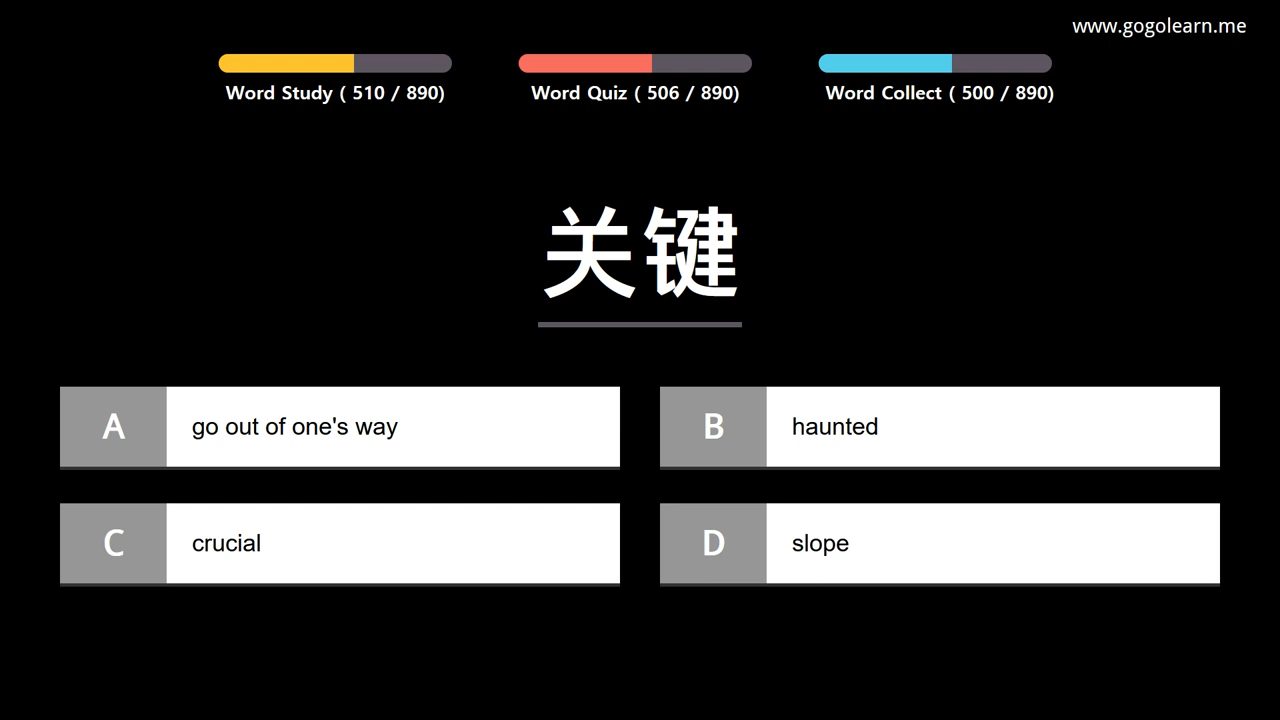 www.gogolearn.me
Word Study ( 510 / 890)
Word Quiz ( 506 / 890)
Word Collect ( 500 / 890)
关键
A go out of one's way
B haunted
C crucial
D slope